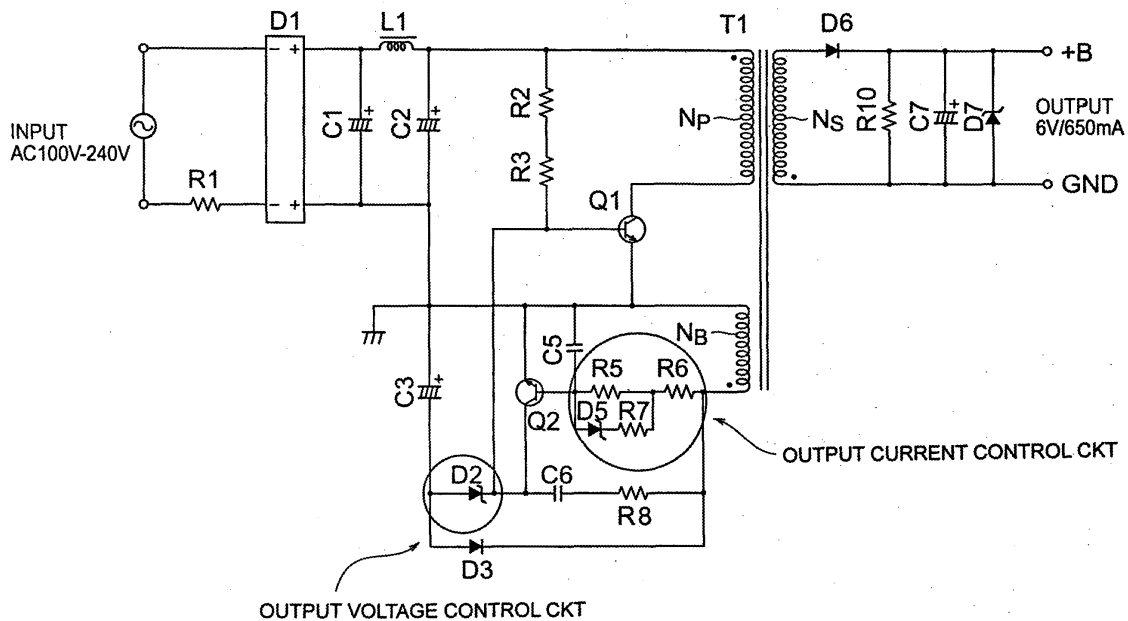 D1
L1
T1
D6
+B
INPUT
AC100V-240V
R1
− +
− +
C1
+
C2
+
R2
R3
Q1
NP
NS
R10
C7
+
D7
OUTPUT
6V/650mA
GND
NB
C5
R5
R6
D5
R7
Q2
C3
+
D2
C6
R8
D3
OUTPUT CURRENT CONTROL CKT
OUTPUT VOLTAGE CONTROL CKT